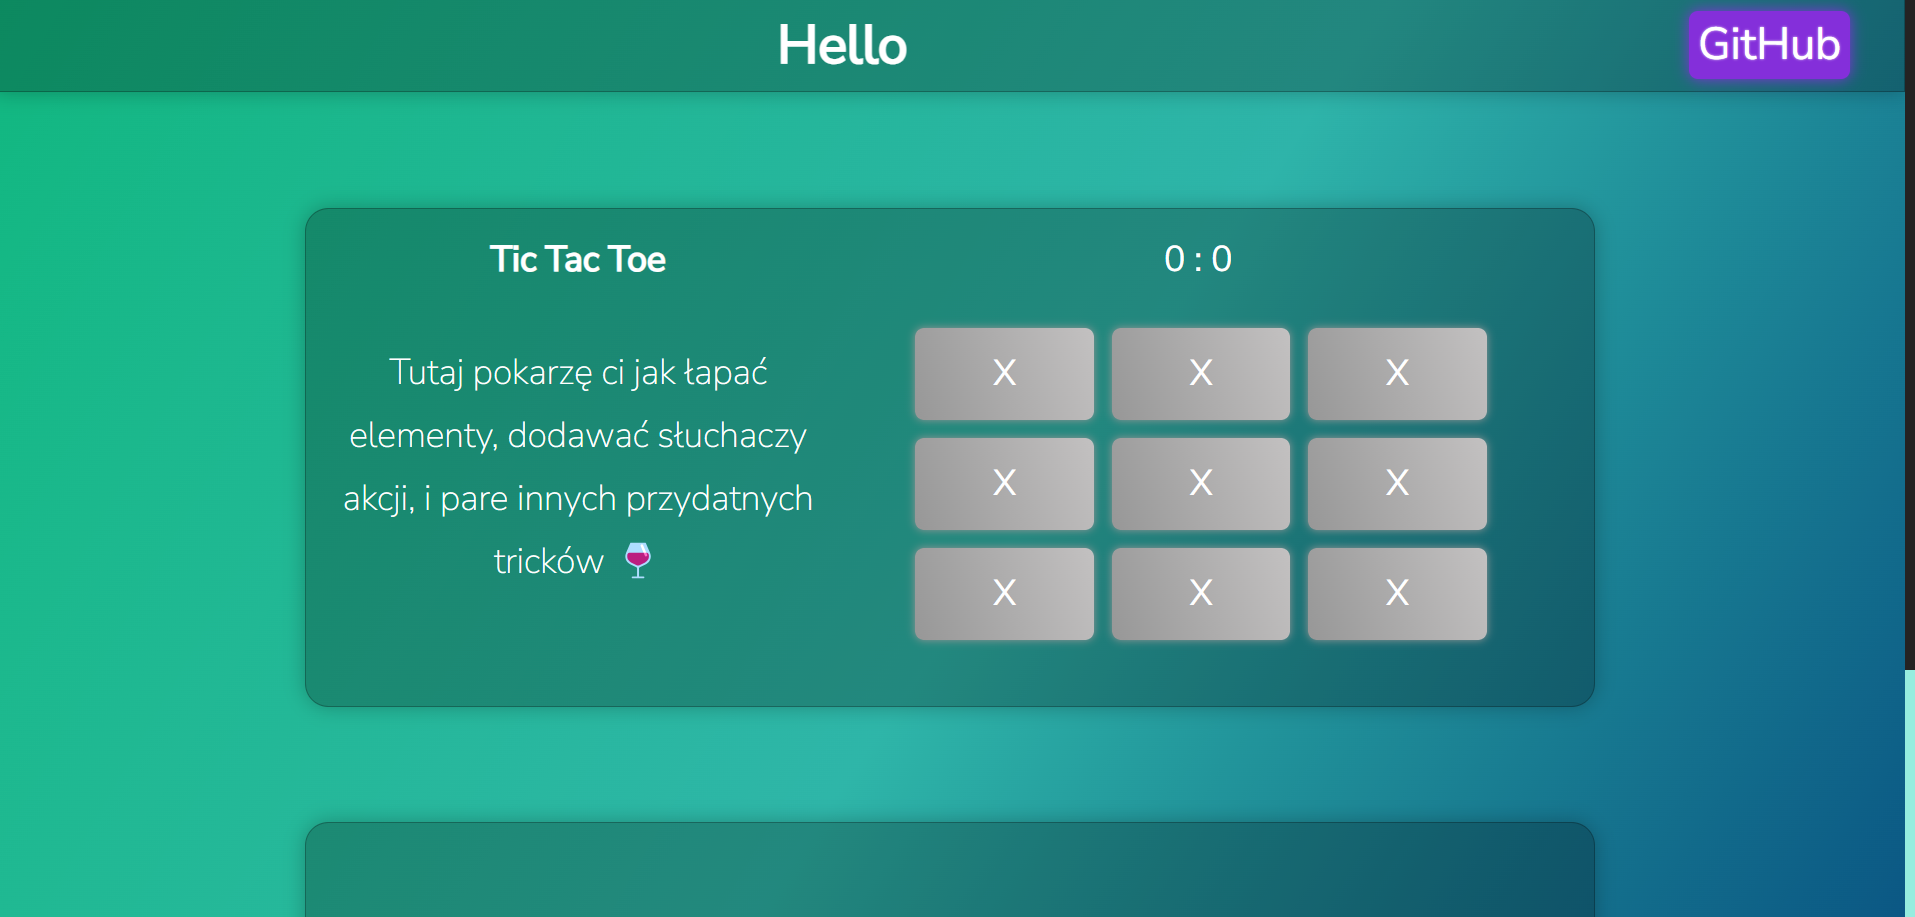 Hello
GitHub
Tic Tac Toe
Tutaj pokarzę ci jak łapać
elementy, dodawać słuchaczy
akcji, i pare innych przydatnych
tricków 🍷
0 : 0
X X X
X X X
X X X